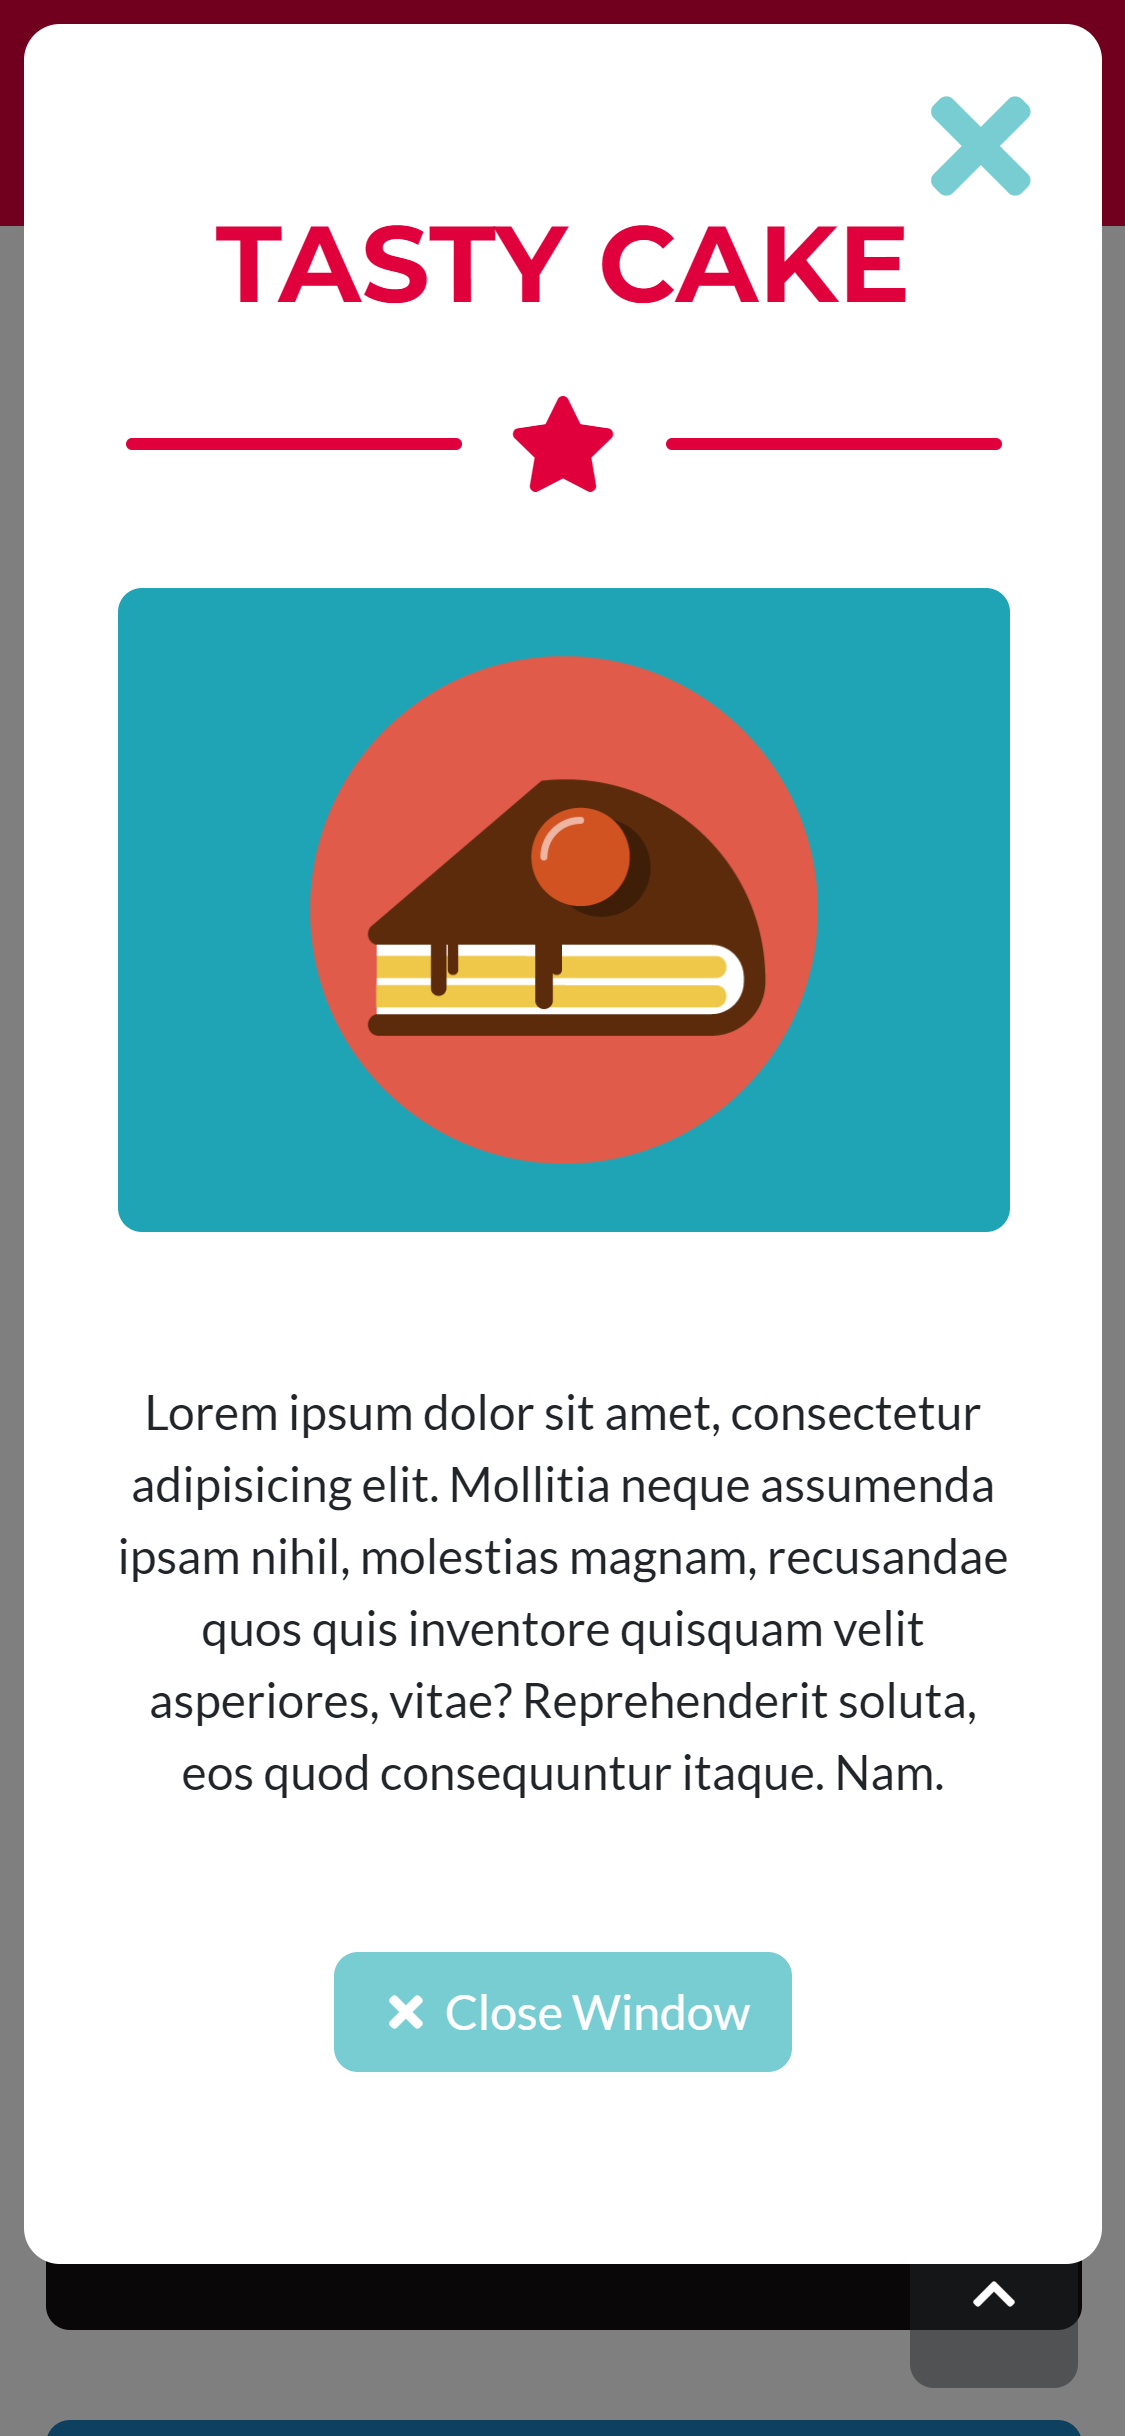 TASTY CAKE
Lorem ipsum dolor sit amet, consectetur
adipisicing elit. Mollitia neque assumenda
ipsam nihil, molestias magnam, recusandae
quos quis inventore quisquam velit
asperiores, vitae? Reprehenderit soluta,
eos quod consequuntur itaque. Nam.
Close Window